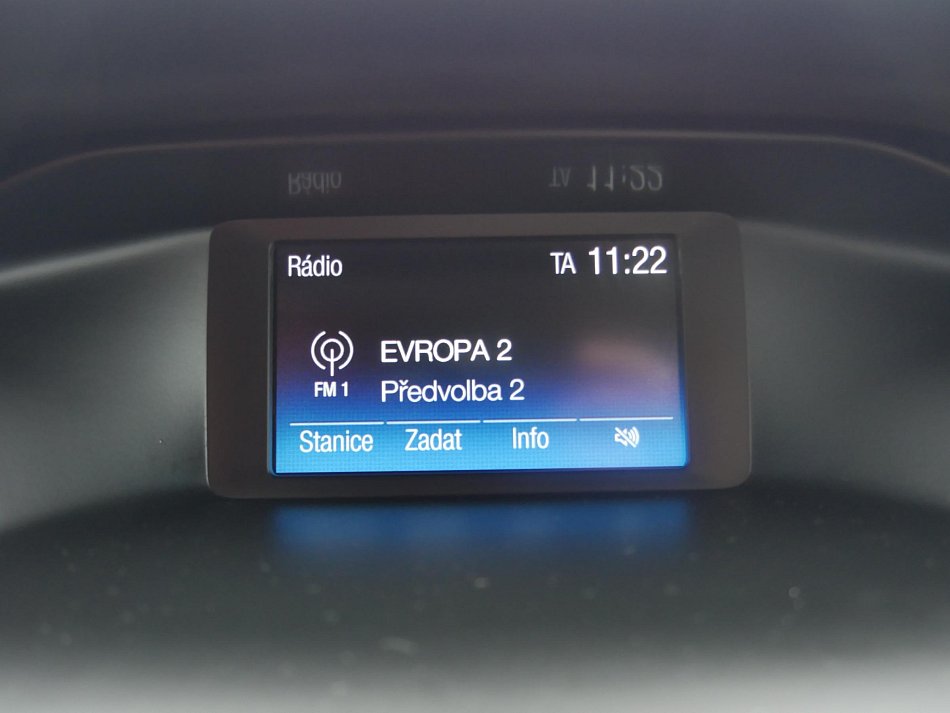 Rádio TA 11:22
EVROPA 2
FM 1 Předvolba 2
Stanice Zadat Info